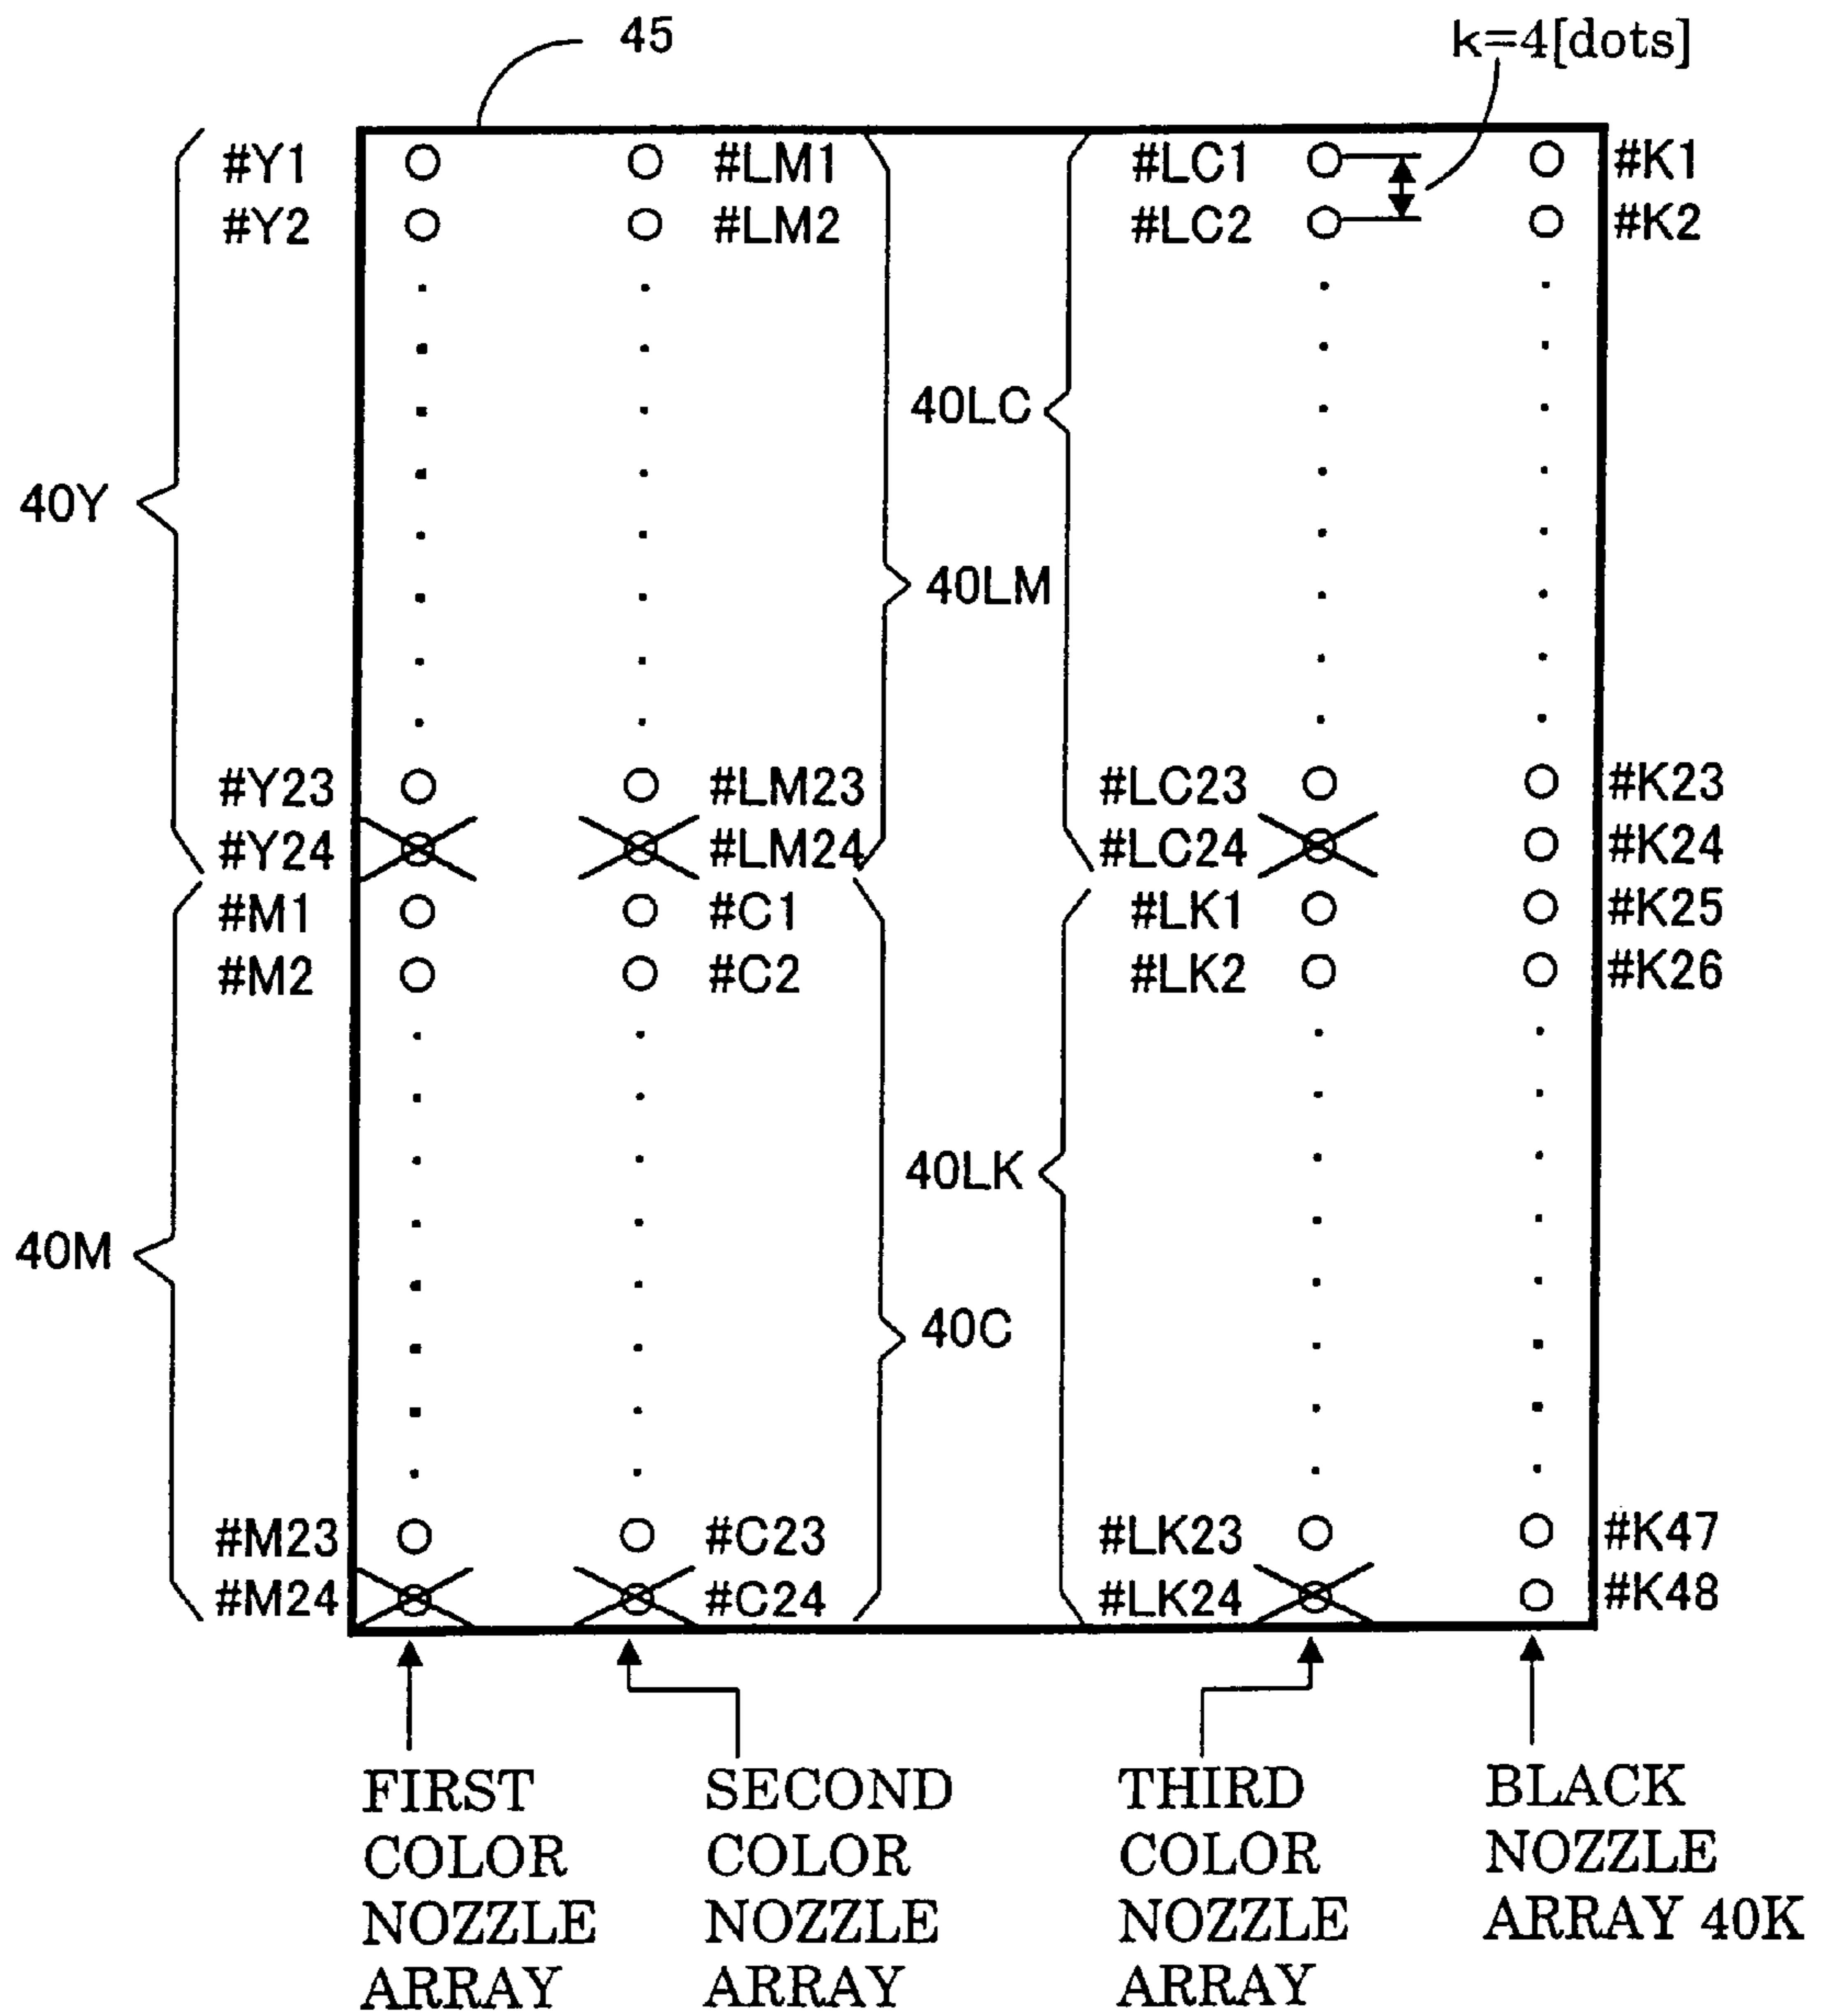 45
k=4[dots]
#Y1 #LM1 #LC1 #K1
#Y2 #LM2 #LC2 #K2
40LC
40Y
40LM
#Y23 #LM23 #LC23 #K23
#Y24 #LM24 #LC24 #K24
#M1 #C1 #LK1 #K25
#M2 #C2 #LK2 #K26
40LK
40M
40C
#M23 #C23 #LK23 #K47
#M24 #C24 #LK24 #K48
FIRST
COLOR
NOZZLE
ARRAY
SECOND
COLOR
NOZZLE
ARRAY
THIRD
COLOR
NOZZLE
ARRAY
BLACK
NOZZLE
ARRAY 40K